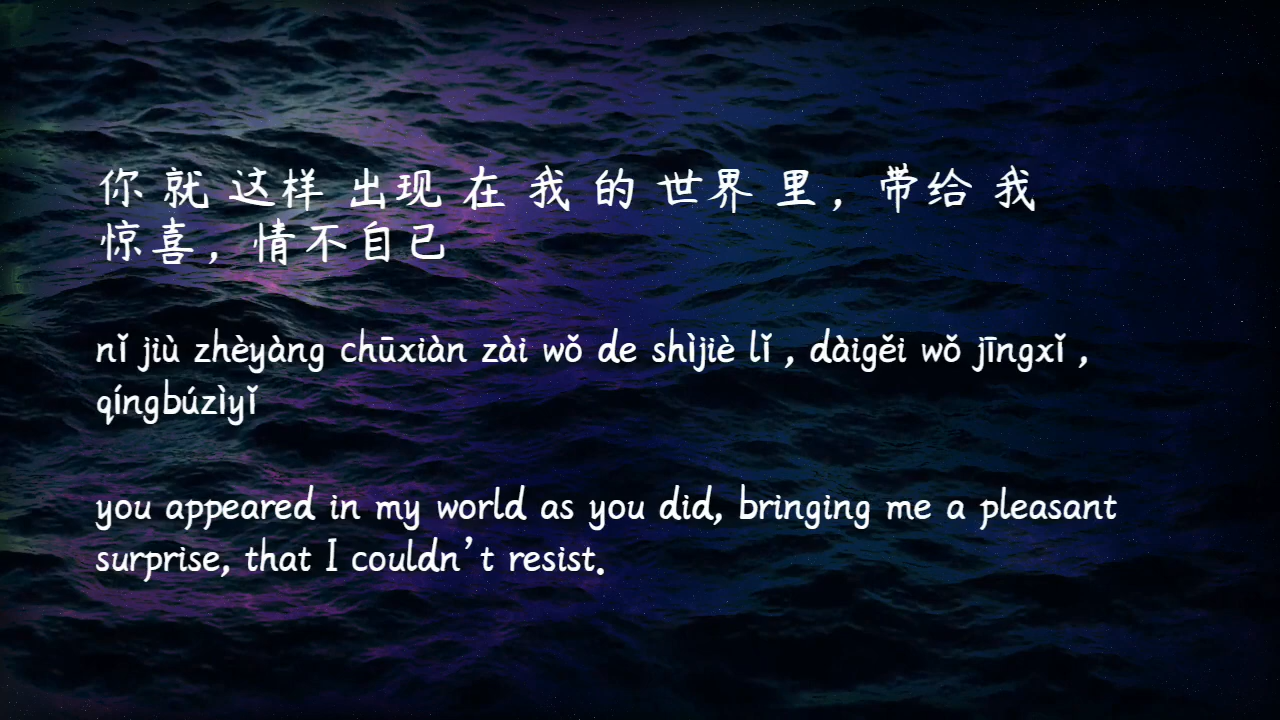 你 就 这样 出现 在 我 的 世界 里, 带给 我
惊喜, 情不自已
nǐ jiù zhèyàng chūxiàn zài wǒ de shìjiè lǐ , dàigěi wǒ jīngxǐ ,
qíngbúzìyǐ
you appeared in my world as you did, bringing me a pleasant
surprise, that I couldn’t resist.